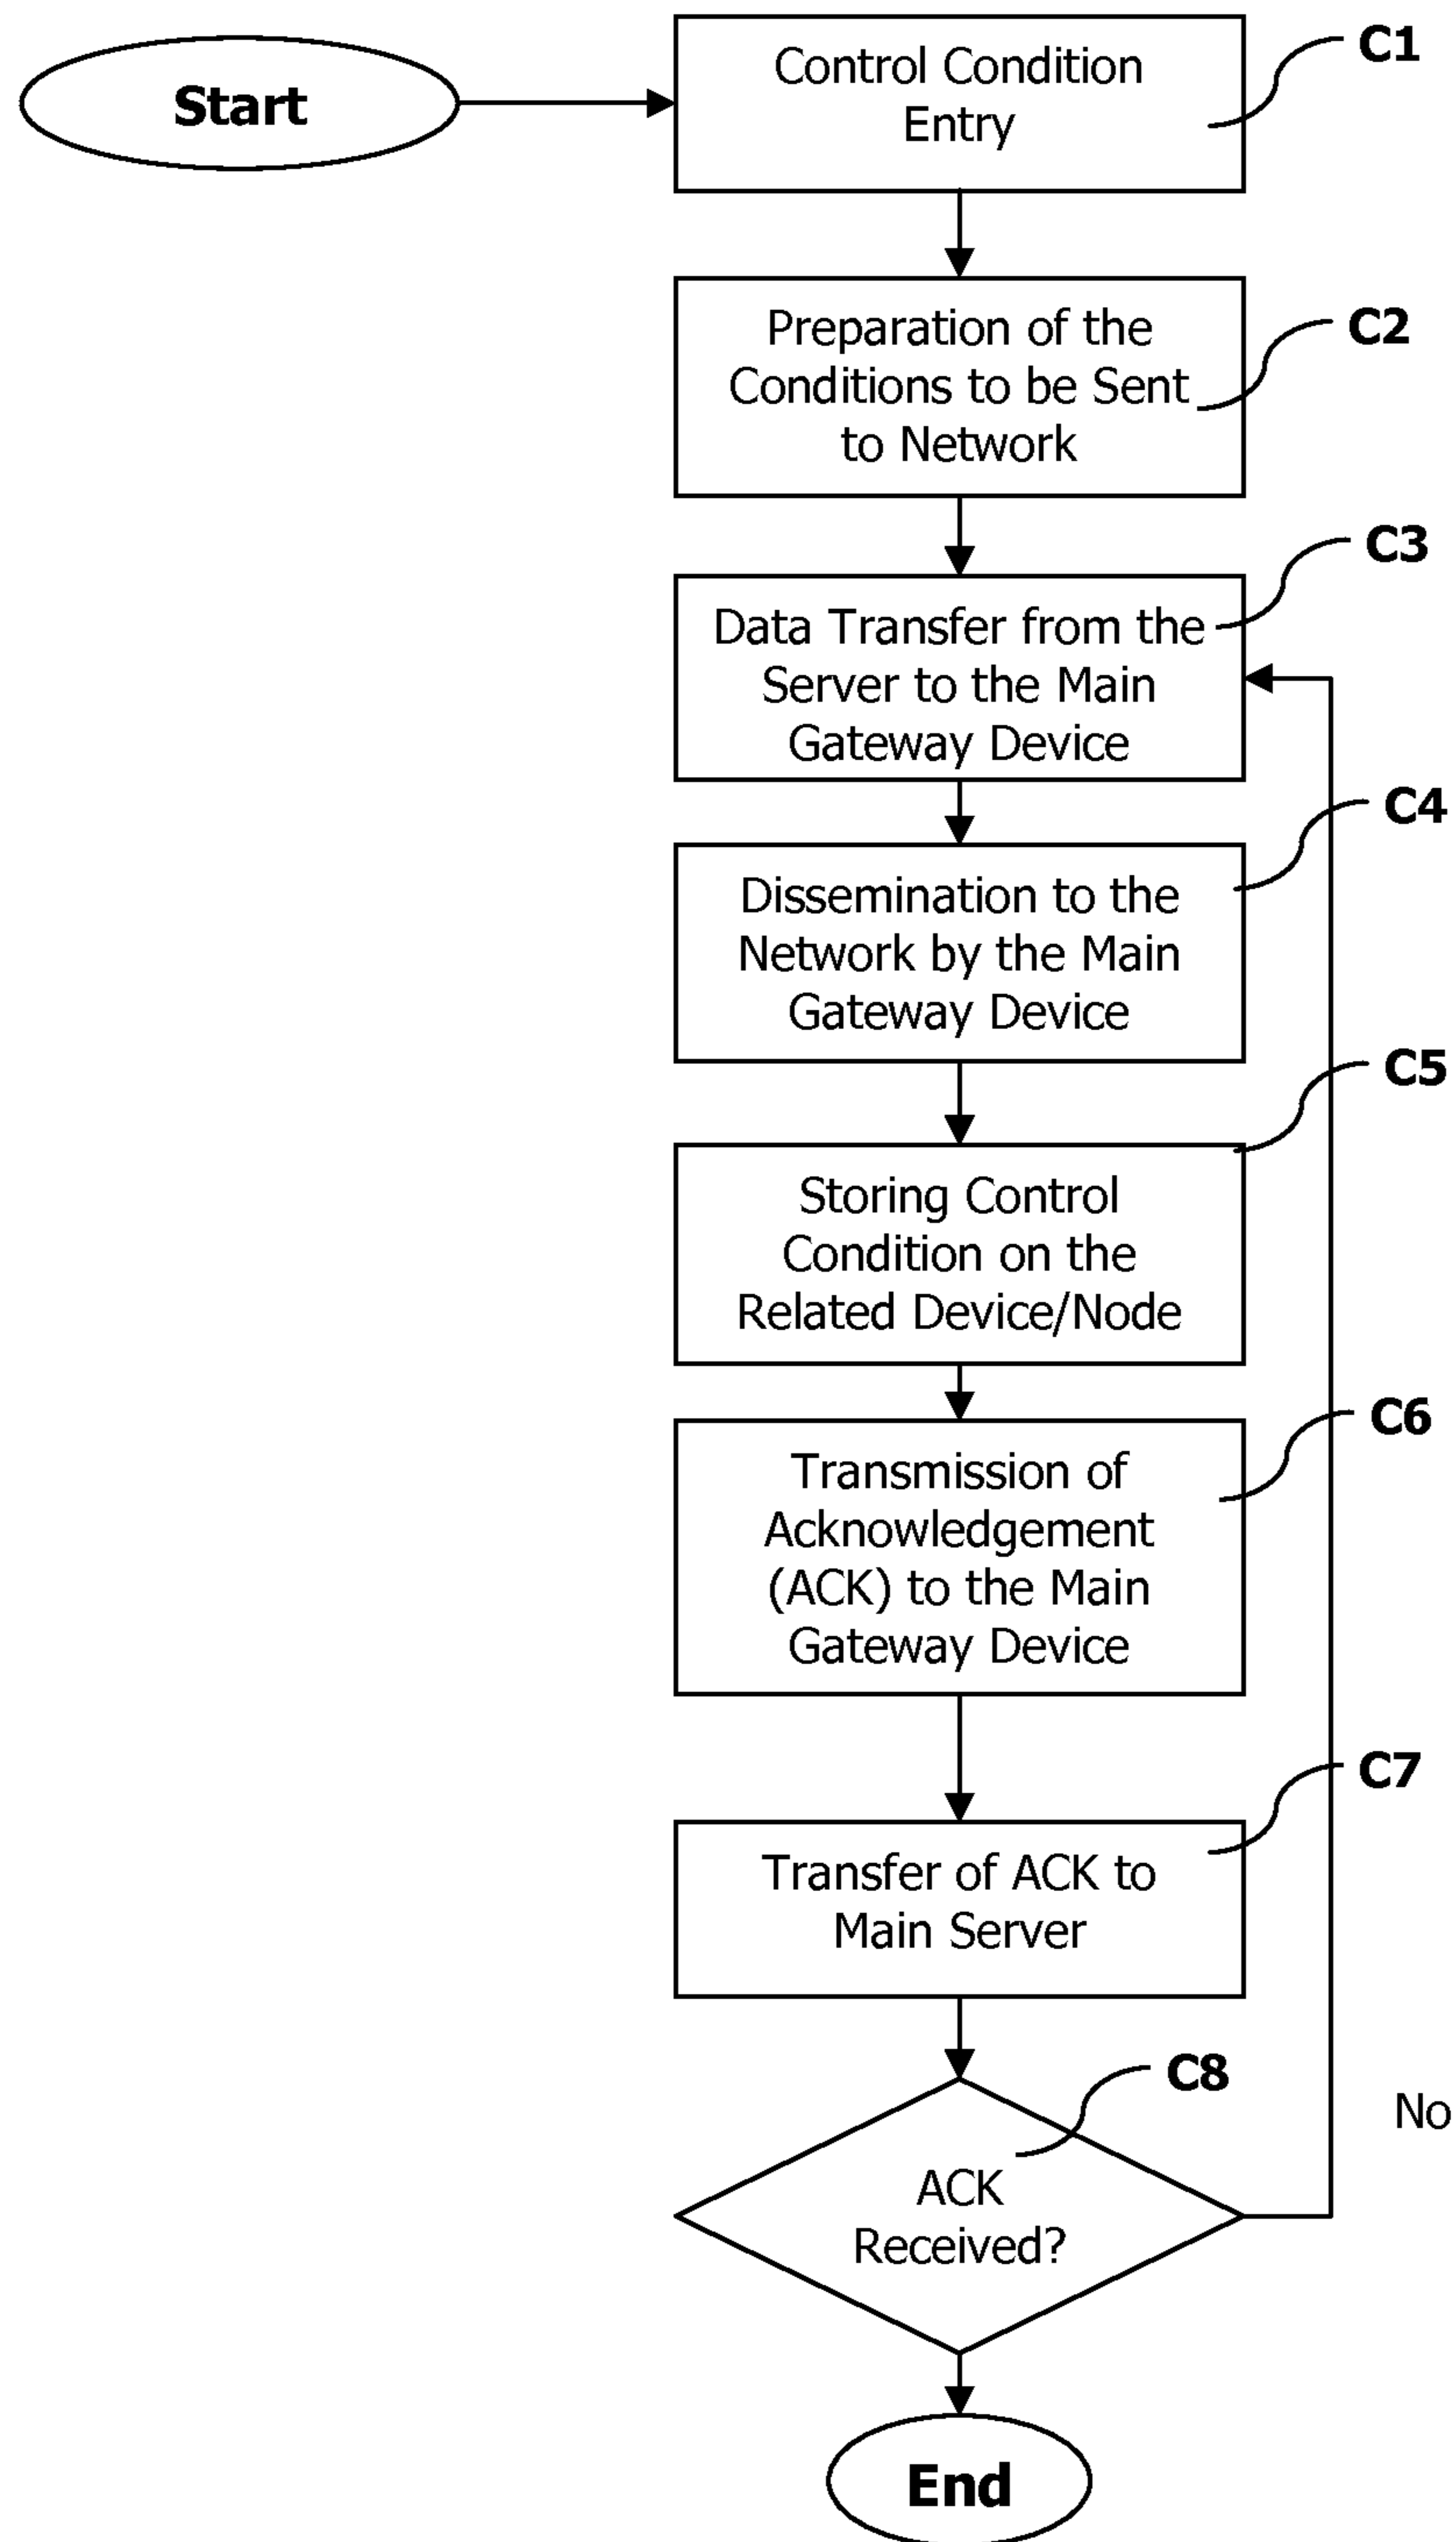 Start
Control Condition
Entry
C1
Preparation of the
Conditions to be Sent
to Network
C2
Data Transfer from the
Server to the Main
Gateway Device
C3
Dissemination to the
Network by the Main
Gateway Device
C4
Storing Control
Condition on the
Related Device/Node
C5
Transmission of
Acknowledgement
(ACK) to the Main
Gateway Device
C6
Transfer of ACK to
Main Server
C7
ACK
Received?
C8
No
End